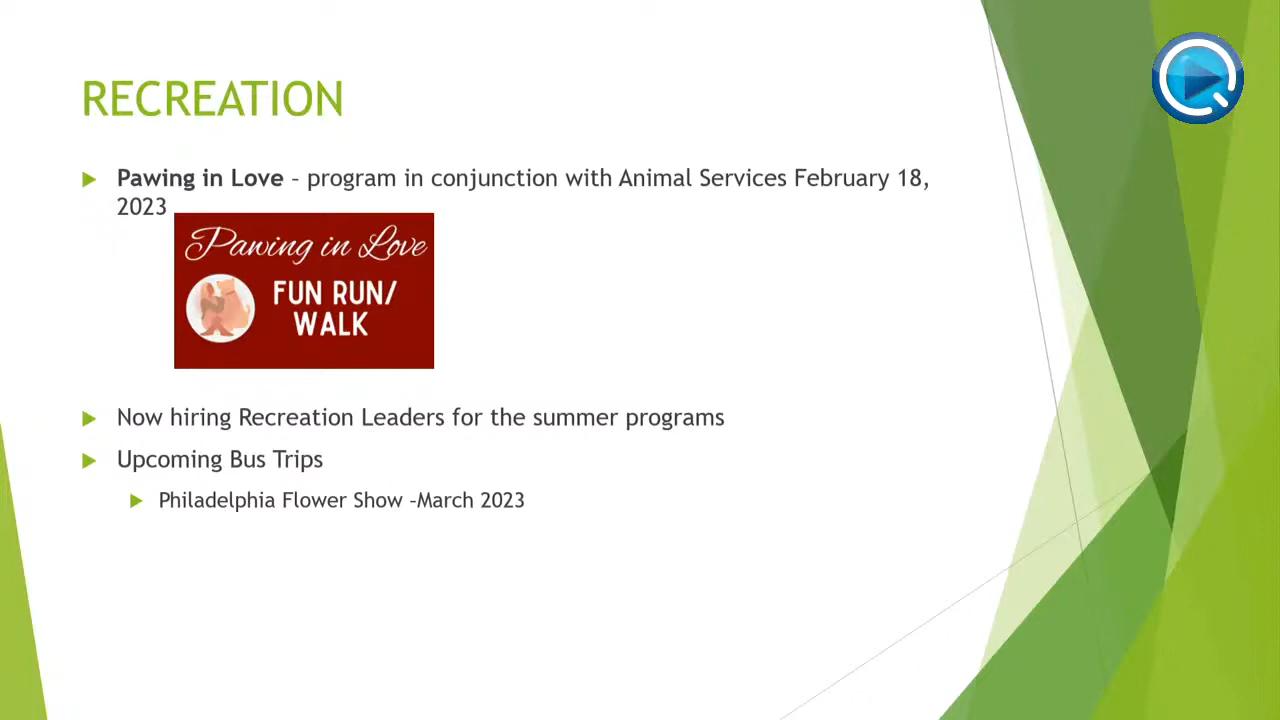 RECREATION
Pawing in Love – program in conjunction with Animal Services February 18,
2023
Pawing in Love
FUN RUN/
WALK
Now hiring Recreation Leaders for the summer programs
Upcoming Bus Trips
Philadelphia Flower Show –March 2023